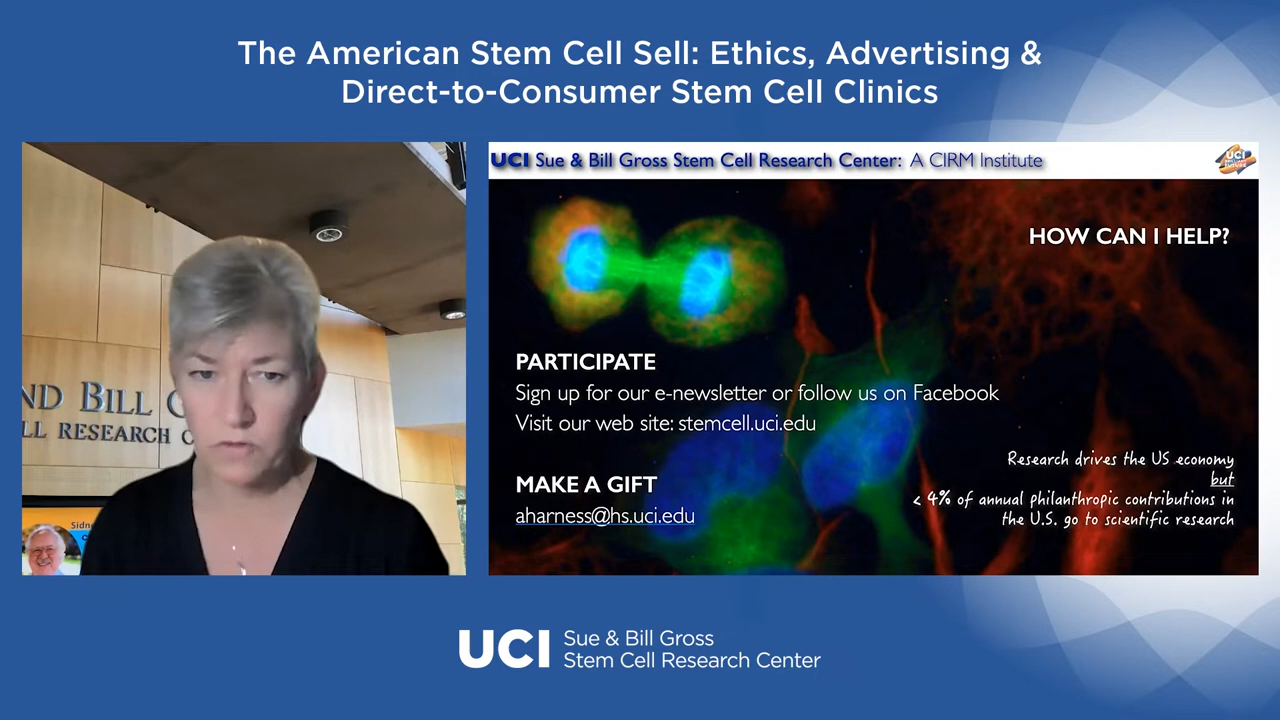 The American Stem Cell Sell: Ethics, Advertising &
Direct-to-Consumer Stem Cell Clinics
UCI Sue & Bill Gross Stem Cell Research Center: A CIRM Institute
UCI
BRILLIANT
FUTURE
HOW CAN I HELP?
PARTICIPATE
Sign up for our e-newsletter or follow us on Facebook
Visit our web site: stemcell.uci.edu
MAKE A GIFT
aharness@hs.uci.edu
Research drives the US economy
but
< 4% of annual philanthropic contributions in
the U.S. go to scientific research
ND BILL G
LL RESEARCH C
Sidne
UCI Sue & Bill Gross
Stem Cell Research Center